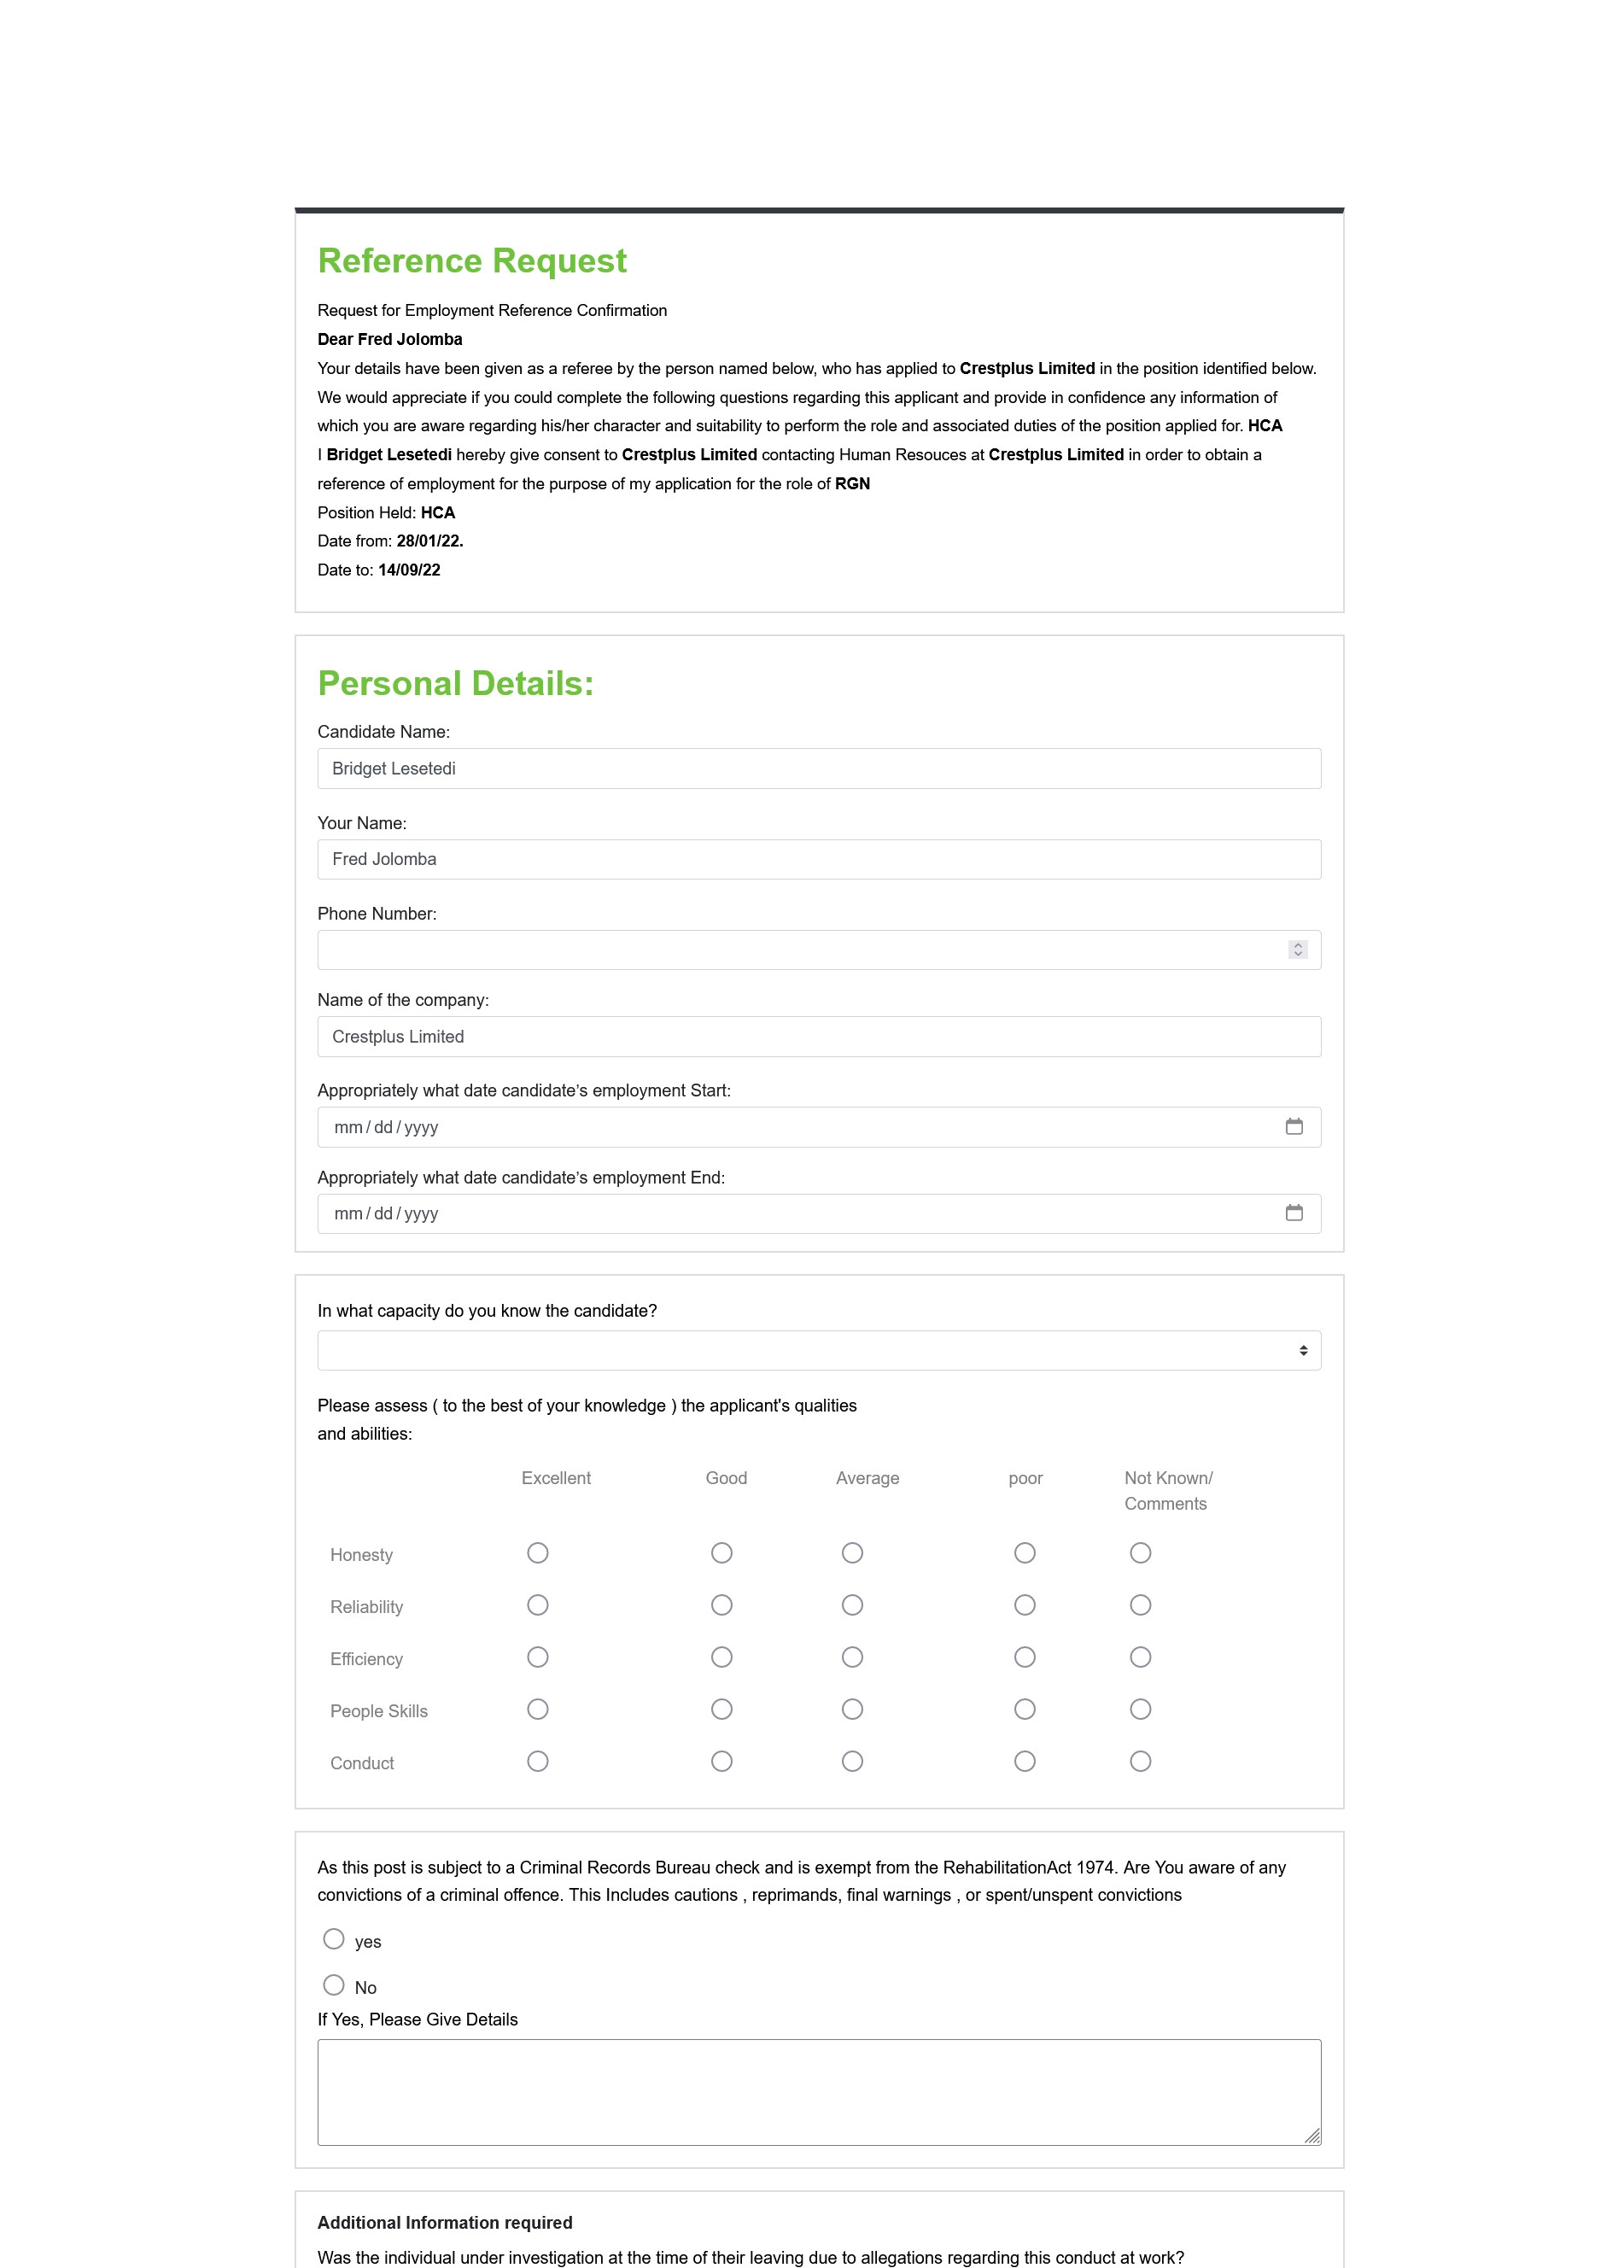 Reference Request
Request for Employment Reference Confirmation
Dear Fred Jolomba
Your details have been given as a referee by the person named below, who has applied to Crestplus Limited in the position identified below.
We would appreciate if you could complete the following questions regarding this applicant and provide in confidence any information of
which you are aware regarding his/her character and suitability to perform the role and associated duties of the position applied for. HCA
I Bridget Lesetedi hereby give consent to Crestplus Limited contacting Human Resouces at Crestplus Limited in order to obtain a
reference of employment for the purpose of my application for the role of RGN
Position Held: HCA
Date from: 28/01/22.
Date to: 14/09/22
Personal Details:
Candidate Name:
Bridget Lesetedi
Your Name:
Fred Jolomba
Phone Number:
Name of the company:
Crestplus Limited
Appropriately what date candidate’s employment Start:
mm/dd/yyyy
Appropriately what date candidate’s employment End:
mm/dd/yyyy
In what capacity do you know the candidate?
Please assess ( to the best of your knowledge ) the applicant's qualities
and abilities:
Excellent Good Average poor Not Known/
Comments
Honesty
Reliability
Efficiency
People Skills
Conduct
As this post is subject to a Criminal Records Bureau check and is exempt from the RehabilitationAct 1974. Are You aware of any
convictions of a criminal offence. This Includes cautions , reprimands, final warnings , or spent/unspent convictions
yes
No
If Yes, Please Give Details
Additional Information required
Was the individual under investigation at the time of their leaving due to allegations regarding this conduct at work?